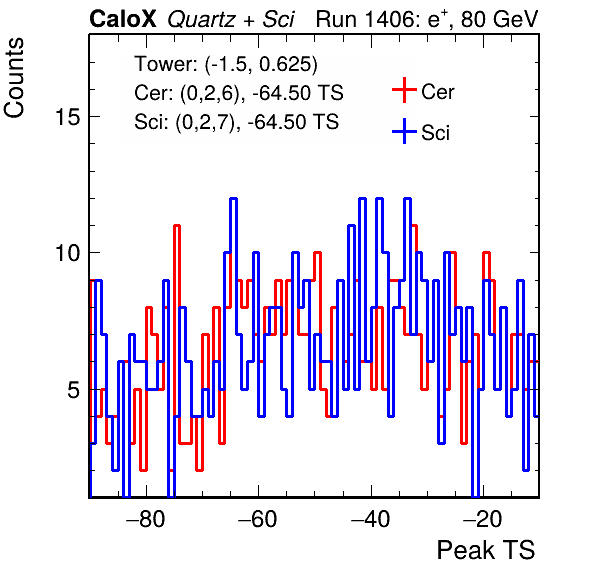 CaloX Quartz + Sci Run 1406: e⁺, 80 GeV
Counts
Tower: (-1.5, 0.625)
Cer: (0,2,6), -64.50 TS
Sci: (0,2,7), -64.50 TS
Cer
Sci
15
10
5
−80 −60 −40 −20
Peak TS